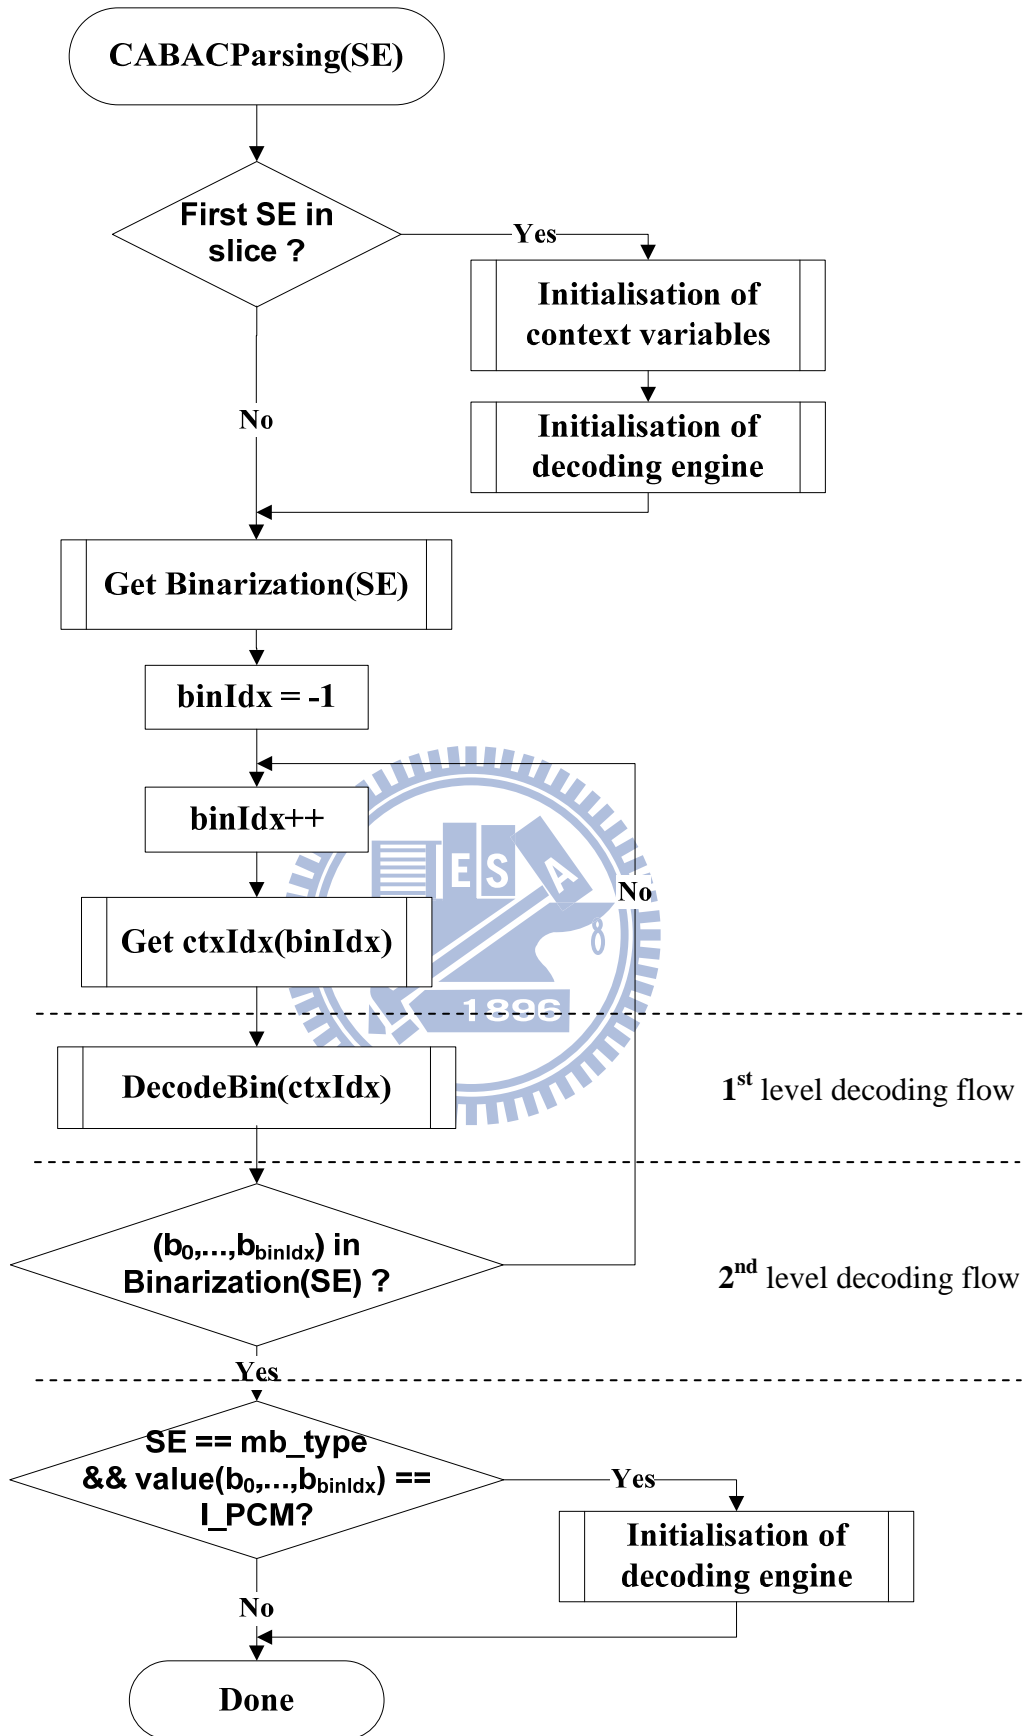 CABACParsing(SE)
First SE in
slice ?
Yes
Initialisation of
context variables
No
Initialisation of
decoding engine
Get Binarization(SE)
binIdx = -1
binIdx++
E S A
No
Get ctxIdx(binIdx)
1896
DecodeBin(ctxIdx)
1st level decoding flow
(b0,...,bbinIdx) in
Binarization(SE) ?
2nd level decoding flow
Yes
SE == mb_type
&& value(b0,...,bbinIdx) ==
I_PCM?
Yes
Initialisation of
decoding engine
No
Done